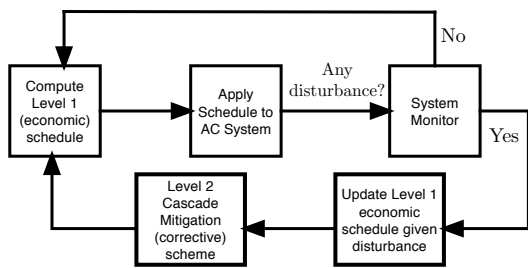 No
Compute
Level 1
(economic)
schedule
Apply
Schedule to
AC System
Any
disturbance?
System
Monitor
Yes
Level 2
Cascade
Mitigation
(corrective)
scheme
Update Level 1
economic
schedule given
disturbance